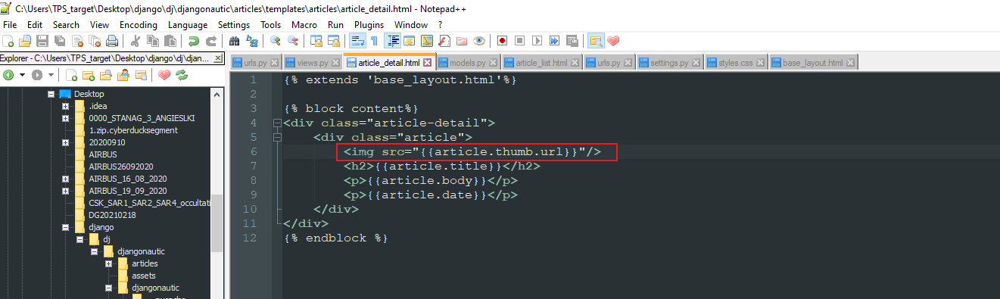 C:\Users\TPS_target\Desktop\django\dj\djangonautic\articles\templates\articles\article_detail.html - Notepad++
File Edit Search View Encoding Language Settings Tools Macro Run Plugins Window ?
Explorer - C:\Users\TPS_target\Desktop\django\dj\djan...
urls.py views.py article_detail.html models.py article_list.html urls.py settings.py styles.css base_layout.html
Desktop
.idea
0000_STANAG_3_ANGIESLKI
1.zip.cyberducksegment
20200910
AIRBUS
AIRBUS26092020
AIRBUS_16_08_2020
AIRBUS_19_09_2020
CSK_SAR1_SAR2_SAR4_occultati
DG20210218
django
dj
djangonautic
articles
assets
djangonautic
1 {% extends 'base_layout.html'%}
2
3 {% block content%}
4 <div class="article-detail">
5 <div class="article">
6 <img src="{{article.thumb.url}}"/>
7 <h2>{{article.title}}</h2>
8 <p>{{article.body}}</p>
9 <p>{{article.date}}</p>
10 </div>
11 </div>
12 {% endblock %}